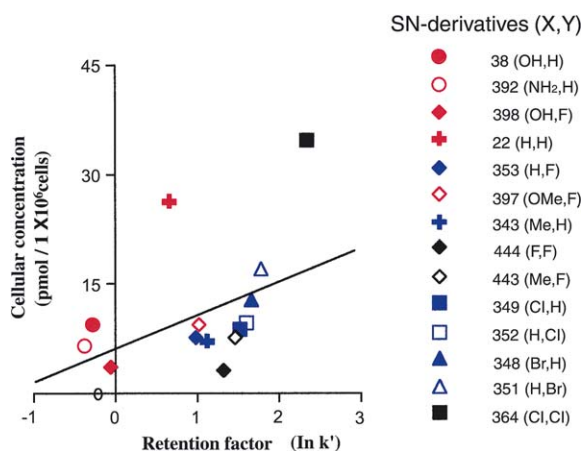 SN-derivatives (X,Y)
38 (OH,H)
392 (NH2,H)
398 (OH,F)
22 (H,H)
353 (H,F)
397 (OMe,F)
343 (Me,H)
444 (F,F)
443 (Me,F)
349 (Cl,H)
352 (H,Cl)
348 (Br,H)
351 (H,Br)
364 (Cl,Cl)
Cellular concentration
(pmol / 1 X10⁶cells)
45
30
15
0
-1 0 1 2 3
Retention factor (In k')